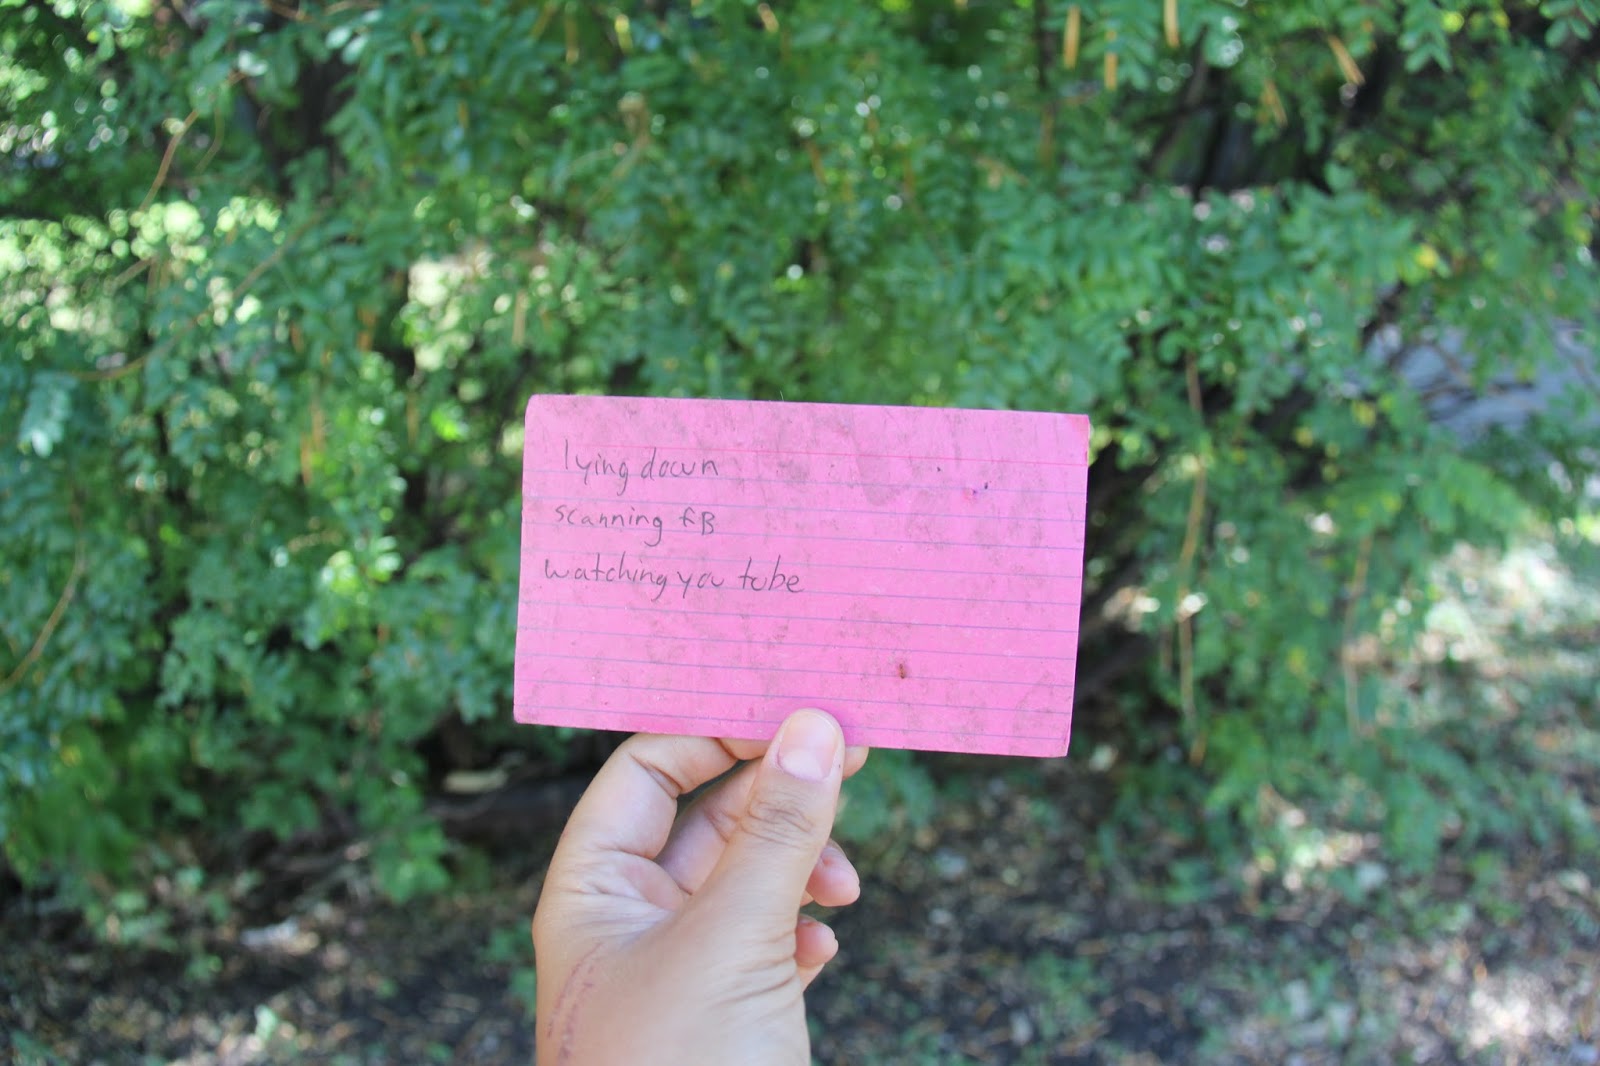 lying down
scanning fB
watching you tube